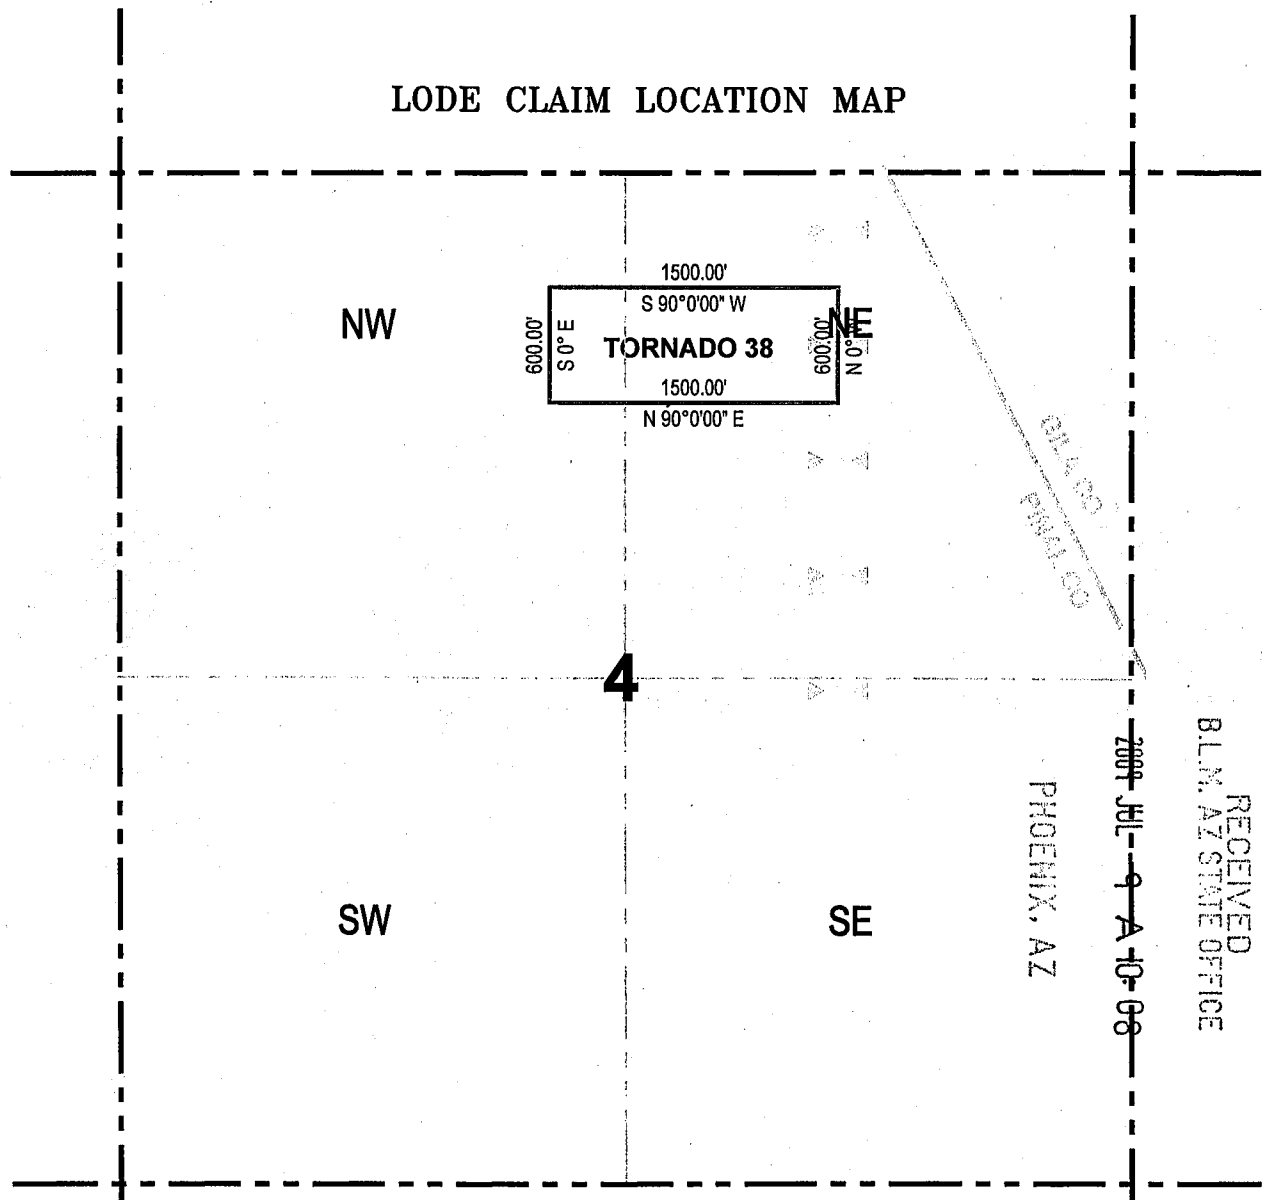 LODE CLAIM LOCATION MAP
1500.00'
S 90°0'00" W
NW
NE
600.00'
S 0° E
TORNADO 38
600.00'
N 0° W
1500.00'
N 90°0'00" E
GILA CO
PINAL CO
4
SW
SE
RECEIVED
B.L.M. AZ STATE OFFICE
JUL - 9 A 10: 08
PHOENIX, AZ